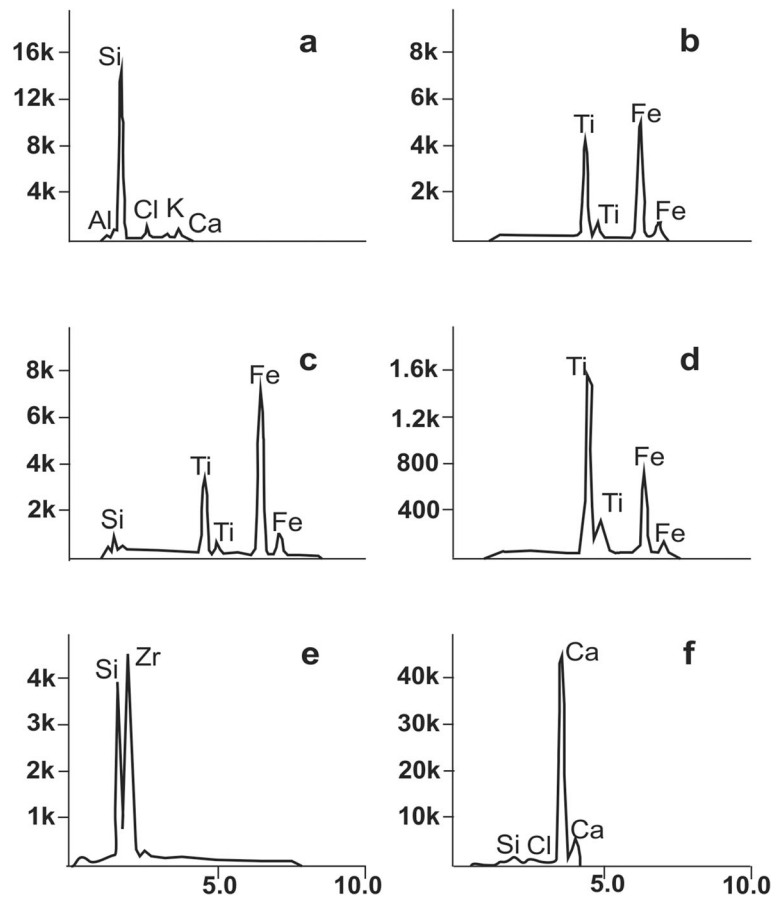 a
16k
12k
8k
4k
Si
Al
Cl
K
Ca
b
8k
6k
4k
2k
Ti
Ti
Fe
Fe
c
8k
6k
4k
2k
Si
Ti
Ti
Fe
Fe
d
1.6k
1.2k
800
400
Ti
Ti
Fe
Fe
e
4k
3k
2k
1k
Si
Zr
5.0
10.0
f
40k
30k
20k
10k
Si
Cl
Ca
Ca
5.0
10.0